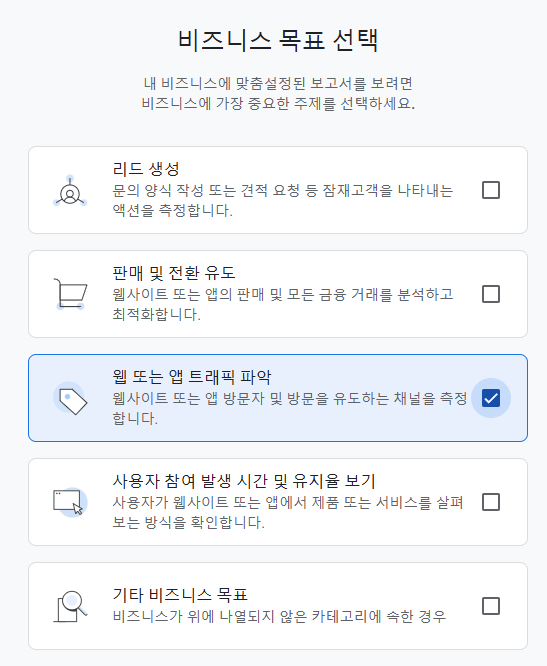 비즈니스 목표 선택
내 비즈니스에 맞춤설정된 보고서를 보려면
비즈니스에 가장 중요한 주제를 선택하세요.
리드 생성
문의 양식 작성 또는 견적 요청 등 잠재고객을 나타내는
액션을 측정합니다.
판매 및 전환 유도
웹사이트 또는 앱의 판매 및 모든 금융 거래를 분석하고
최적화합니다.
웹 또는 앱 트래픽 파악
웹사이트 또는 앱 방문자 및 방문을 유도하는 채널을 측정
합니다.
사용자 참여 발생 시간 및 유지율 보기
사용자가 웹사이트 또는 앱에서 제품 또는 서비스를 살펴
보는 방식을 확인합니다.
기타 비즈니스 목표
비즈니스가 위에 나열되지 않은 카테고리에 속한 경우